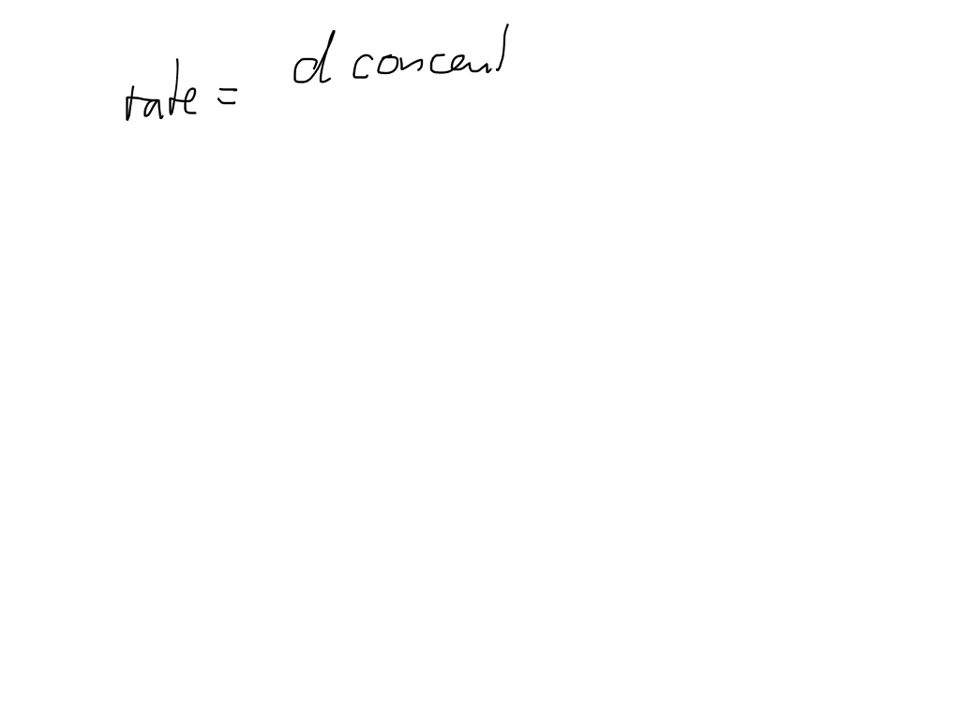 rate = d concent